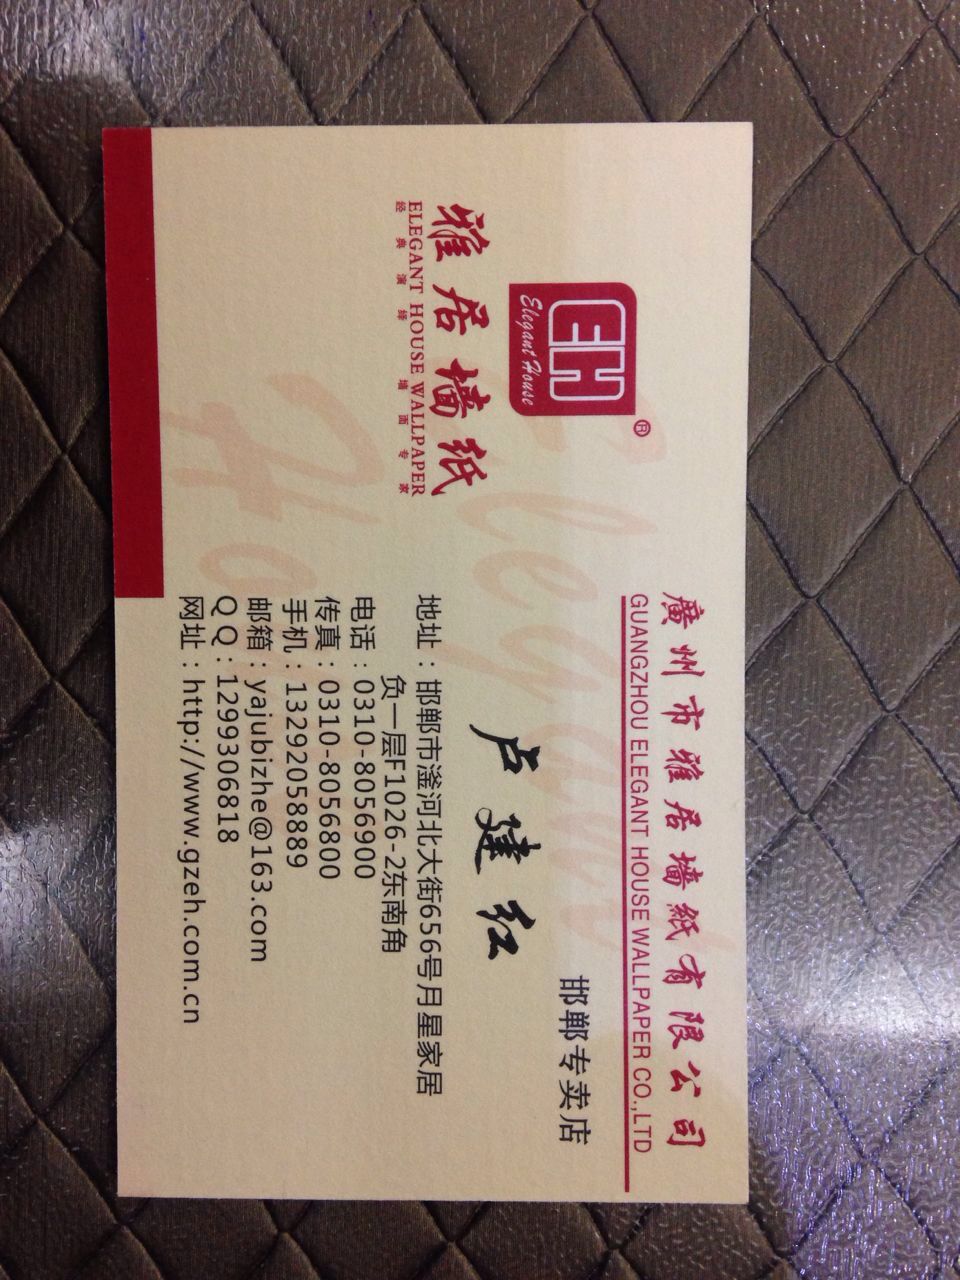 廣州市雅居墻紙有限公司
GUANGZHOU ELEGANT HOUSE WALLPAPER CO.,LTD
邯郸专卖店
EH
Elegant House
®
雅居墙纸
ELEGANT HOUSE WALLPAPER
经典演绎 墙面专家
卢建红
地址：邯郸市滏河北大街656号月星家居
负一层F1026-2东南角
电话：0310-8056900
传真：0310-8056800
手机：13292058889
邮箱：yajubizhe@163.com
QQ：1299306818
网址：http://www.gzeh.com.cn
Elegant
Ho